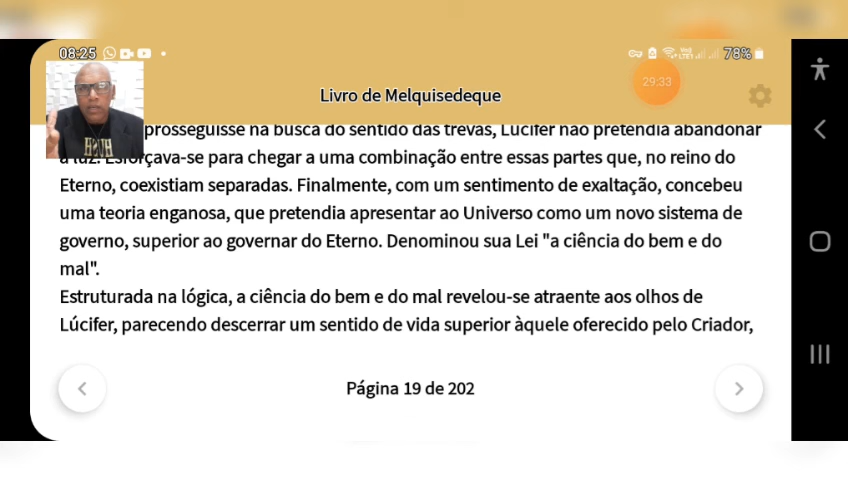 08:25
78%
29:33
Livro de Melquisedeque
prosseguisse na busca do sentido das trevas, Lúcifer não pretendia abandonar
a luz. Esforçava-se para chegar a uma combinação entre essas partes que, no reino do
Eterno, coexistiam separadas. Finalmente, com um sentimento de exaltação, concebeu
uma teoria enganosa, que pretendia apresentar ao Universo como um novo sistema de
governo, superior ao governar do Eterno. Denominou sua Lei "a ciência do bem e do
mal".
Estruturada na lógica, a ciência do bem e do mal revelou-se atraente aos olhos de
Lúcifer, parecendo descerrar um sentido de vida superior àquele oferecido pelo Criador,
Página 19 de 202